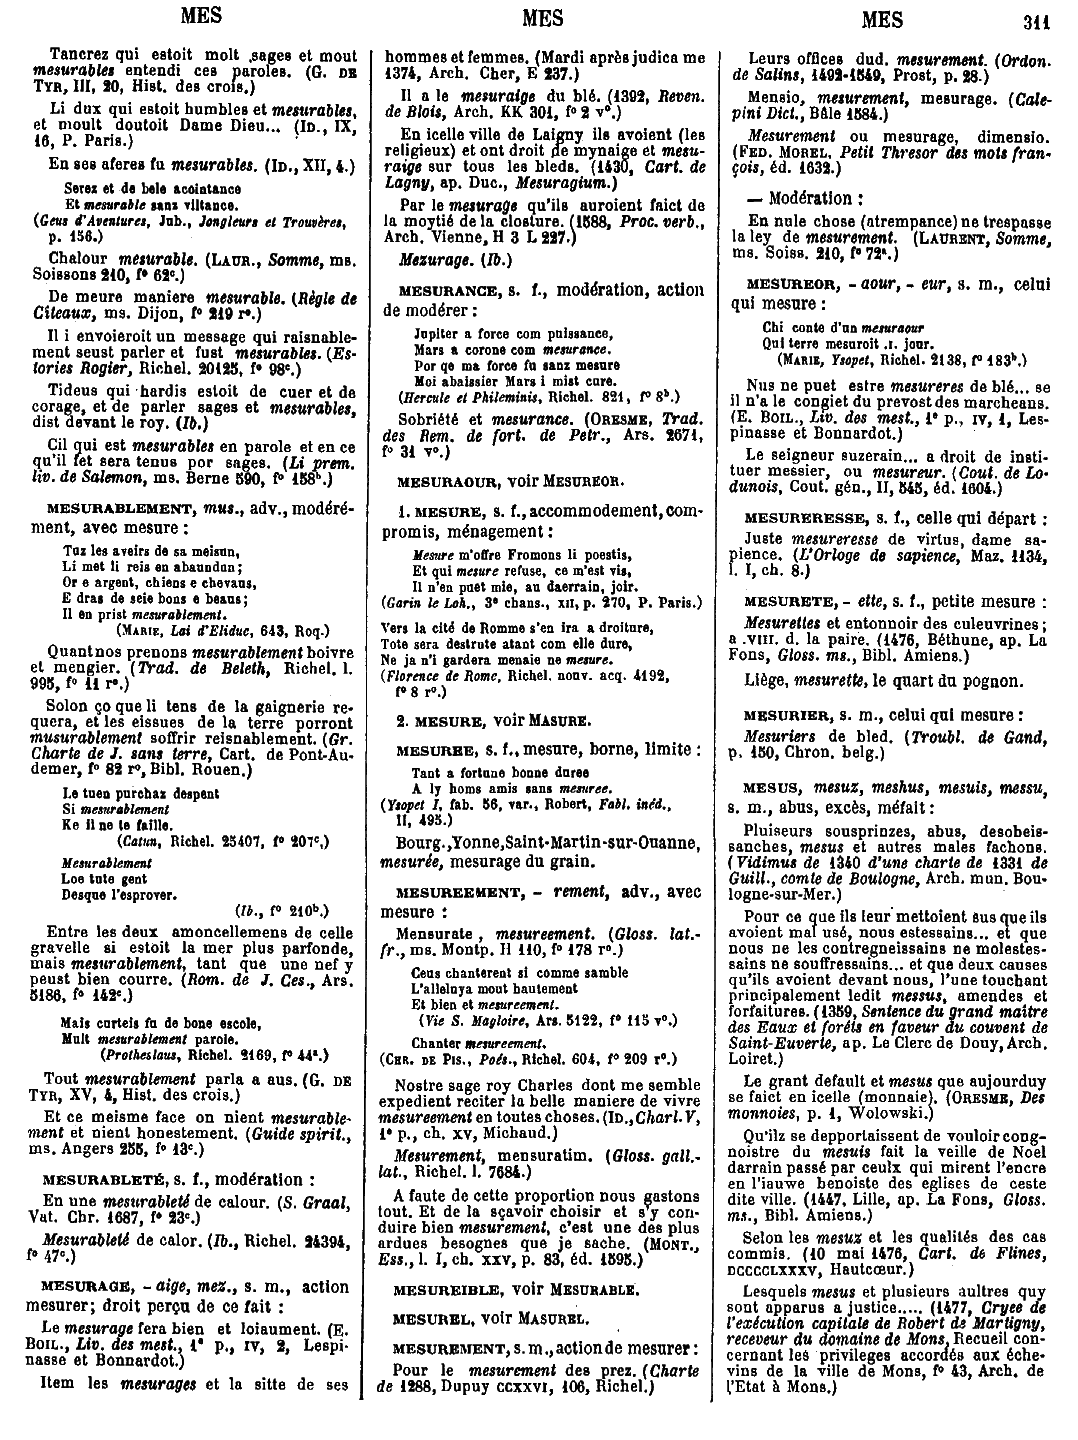 MES
MES
MES
311
Tancrez qui estoit molt sages et mout
mesurables entendi ces paroles. (G. DE
TYR, III, 20, Hist. des crois.)
Li dux qui estoit humbles et mesurables,
et moult doutoit Dame Dieu... (ID., IX,
16, P. Paris.)
En ses aferes fu mesurables. (ID., XII, 4.)
Serez et de bele acointance
Et mesurable sanz viltance.
(Geus d'Aventures, Jub., Jongleurs et Trouvères,
p. 156.)
Chalour mesurable. (LAUR., Somme, ms.
Soissons 210, f° 62ᶜ.)
De meure maniere mesurable. (Règle de
Citeaux, ms. Dijon, f° 219 r°.)
Il i envoieroit un message qui raisnable-
ment seust parler et fust mesurables. (Es-
tories Rogier, Richel. 20125, f° 98ᶜ.)
Tideus qui hardis estoit de cuer et de
corage, et de parler sages et mesurables,
dist devant le roy. (Ib.)
Cil qui est mesurables en parole et en ce
qu'il fet sera tenus por sages. (Li prem.
liv. de Salemon, ms. Berne 590, f° 158ᵇ.)
MESURABLEMENT, mus., adv., modéré-
ment, avec mesure :
Tuz les aveirs de sa meisun,
Li met li reis en abaundun ;
Or e argent, chiens e chevaus,
E dras de seie bons e beaus ;
Il en prist mesurablement.
(MARIE, Lai d'Eliduc, 643, Roq.)
Quant nos prenons mesurablement boivre
et mengier. (Trad. de Beleth, Richel. l.
995, f° 11 r°.)
Solon ço que li tens de la gaignerie re-
quera, et les eissues de la terre porront
musurablement soffrir reisnablement. (Gr.
Charte de J. sans terre, Cart. de Pont-Au-
demer, f° 82 r°, Bibl. Rouen.)
Le tuen purchaz despent
Si mesurablement
Ke il ne te faille.
(Catun, Richel. 25407, f° 207ᶜ.)
Mesurablement
Loe tute gent
Desque l'esprover.
(Ib., f° 210ᵇ.)
Entre les deux amoncellemens de celle
gravelle si estoit la mer plus parfonde,
mais mesurablement, tant que une nef y
peust bien courre. (Rom. de J. Ces., Ars.
5186, f° 142ᶜ.)
Mais curteis fu de bone escole,
Mult mesurablement parole.
(Protheslaus, Richel. 2169, f° 44ᵃ.)
Tout mesurablement parla a aus. (G. DE
TYR, XV, 4, Hist. des crois.)
Et ce meisme face on nient mesurable-
ment et nient honestement. (Guide spirit.,
ms. Angers 255, f° 13ᶜ.)
MESURABLETÉ, s. f., modération :
En une mesurableté de calour. (S. Graal,
Vat. Chr. 1687, f° 23ᶜ.)
Mesurableté de calor. (Ib., Richel. 24394,
f° 47ᶜ.)
MESURAGE, - aige, mez., s. m., action
mesurer ; droit perçu de ce fait :
Le mesurage fera bien et loiaument. (E.
BOIL., Liv. des mest., 1ᵉ p., IV, 2, Lespi-
nasse et Bonnardot.)
Item les mesurages et la sitte de ses
hommes et femmes. (Mardi après judica me
1374, Arch. Cher, E 237.)
Il a le mesuraige du blé. (1392, Reven.
de Blois, Arch. KK 301, f° 2 v°.)
En icelle ville de Laigny ils avoient (les
religieux) et ont droit de mynaige et mesu-
raige sur tous les bleds. (1430, Cart. de
Lagny, ap. Duc., Mesuragium.)
Par le mesurage qu'ils auroient faict de
la moytié de la closture. (1588, Proc. verb.,
Arch. Vienne, H 3 L 227.)
Mezurage. (Ib.)
MESURANCE, s. f., modération, action
de modérer :
Jupiter a force com puissance,
Mars a corone com mesurance.
Por qe ma force fu sanz mesure
Moi abaissier Mars i mist cure.
(Hercule et Phileminis, Richel. 821, f° 8ᵇ.)
Sobriété et mesurance. (ORESME, Trad.
des Rem. de fort. de Petr., Ars. 2671,
f° 31 v°.)
MESURAOUR, voir MESUREOR.
1. MESURE, s. f., accommodement, com-
promis, ménagement :
Mesure m'offre Fromons li poestis,
Et qui mesure refuse, ce m'est vis,
Il n'en puet mie, au daerrain, joir.
(Garin le Loh., 3ᵉ chans., XII, p. 270, P. Paris.)
Vers la cité de Romme s'en ira a droiture,
Tote sera destrute atant com elle dure,
Ne ja n'i gardera menaie ne mesure.
(Florence de Rome, Richel. nouv. acq. 4192,
f° 8 r°.)
2. MESURE, voir MASURE.
MESUREE, s. f., mesure, borne, limite :
Tant a fortune bonne duree
A ly homs amis sans mesuree.
(Ysopet I, fab. 56, var., Robert, Fabl. inéd.,
II, 495.)
Bourg., Yonne, Saint-Martin-sur-Ouanne,
mesurée, mesurage du grain.
MESUREEMENT, - rement, adv., avec
mesure :
Mensurate, mesureement. (Gloss. lat.-
fr., ms. Montp. H 110, f° 178 r°.)
Ceus chanterent si comme samble
L'alleluya mout hautement
Et bien et mesureement.
(Vie S. Magloire, Ars. 5122, f° 115 v°.)
Chanter mesureement.
(CHR. DE PIS., Poés., Richel. 604, f° 209 r°.)
Nostre sage roy Charles dont me semble
expedient reciter la belle maniere de vivre
mesureement en toutes choses. (ID., Charl. V,
1ᵉ p., ch. XV, Michaud.)
Mesurement, mensuratim. (Gloss. gall.-
lat., Richel. l. 7684.)
A faute de cette proportion nous gastons
tout. Et de la sçavoir choisir et s'y con-
duire bien mesurement, c'est une des plus
ardues besognes que je sache. (MONT.,
Ess., l. I, ch. XXV, p. 83, éd. 1595.)
MESUREIBLE, voir MESURABLE.
MESUREL, voir MASUREL.
MESUREMENT, s. m., action de mesurer :
Pour le mesurement des prez. (Charte
de 1288, Dupuy CCXXVI, 106, Richel.)
Leurs offices dud. mesurement. (Ordon.
de Salins, 1492-1549, Prost, p. 28.)
Mensio, mesurement, mesurage. (Cale-
pini Dict., Bâle 1584.)
Mesurement ou mesurage, dimensio.
(FED. MOREL, Petit Thresor des mots fran-
çois, éd. 1632.)
— Modération :
En nule chose (atrempance) ne trespasse
la ley de mesurement. (LAURENT, Somme,
ms. Soiss. 210, f° 72ᵃ.)
MESUREOR, - aour, - eur, s. m., celui
qui mesure :
Chi conte d'un mesuraour
Qui terre mesuroit .I. jour.
(MARIE, Ysopet, Richel. 2138, f° 183ᵇ.)
Nus ne puet estre mesureres de blé... se
il n'a le congiet du prevost des marcheans.
(E. BOIL., Liv. des mest., 1ᵉ p., IV, 1, Les-
pinasse et Bonnardot.)
Le seigneur suzerain... a droit de insti-
tuer messier, ou mesureur. (Cout. de Lo-
dunois, Cout. gén., II, 545, éd. 1604.)
MESURERESSE, s. f., celle qui départ :
Juste mesureresse de virtus, dame sa-
pience. (L'Orloge de sapience, Maz. 1134,
l. I, ch. 8.)
MESURETE, - ette, s. f., petite mesure :
Mesurettes et entonnoir des culeuvrines ;
a .VIII. d. la paire. (1476, Béthune, ap. La
Fons, Gloss. ms., Bibl. Amiens.)
Liège, mesurette, le quart du pognon.
MESURIER, s. m., celui qui mesure :
Mesuriers de bled. (Troubl. de Gand,
p. 150, Chron. belg.)
MESUS, mesuz, meshus, mesuis, messu,
s. m., abus, excès, méfait :
Pluiseurs sousprinzes, abus, desobeis-
sanches, mesus et autres males fachons.
(Vidimus de 1340 d'une charte de 1331 de
Guill., comte de Boulogne, Arch. mun. Bou-
logne-sur-Mer.)
Pour ce que ils leur mettoient sus que ils
avoient mal usé, nous estessains... et que
nous ne les contregneissains ne molestes-
sains ne souffressains... et que deux causes
qu'ils avoient devant nous, l'une touchant
principalement ledit messus, amendes et
forfaitures. (1359, Sentence du grand maître
des Eaux et forêts en faveur du couvent de
Saint-Euverte, ap. Le Clerc de Douy, Arch.
Loiret.)
Le grant default et mesus que aujourduy
se faict en icelle (monnaie). (ORESME, Des
monnoies, p. 1, Wolowski.)
Qu'ilz se depportaissent de vouloir cong-
noistre du mesuis fait la veille de Noel
darrain passé par ceulx qui mirent l'encre
en l'iauwe benoiste des eglises de ceste
dite ville. (1447, Lille, ap. La Fons, Gloss.
ms., Bibl. Amiens.)
Selon les mesuz et les qualités des cas
commis. (10 mai 1476, Cart. de Flines,
DCCCCLXXXV, Hautcœur.)
Lesquels mesus et plusieurs aultres quy
sont apparus a justice..... (1477, Cryee de
l'exécution capitale de Robert de Martigny,
receveur du domaine de Mons, Recueil con-
cernant les privileges accordés aux éche-
vins de la ville de Mons, f° 43, Arch. de
l'Etat à Mons.)